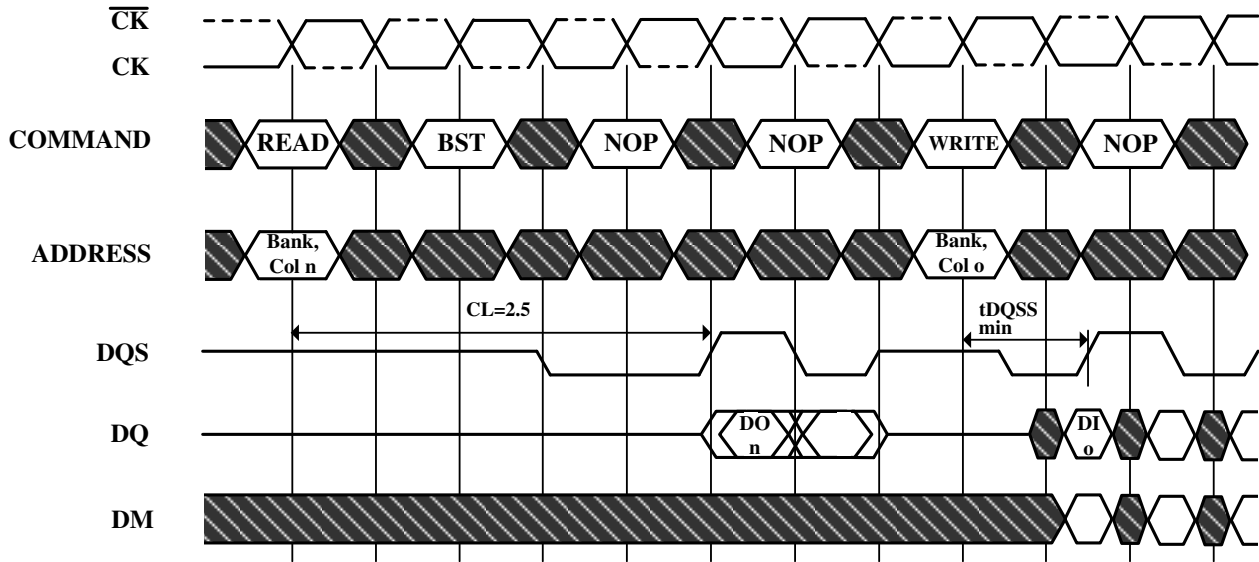 CK
CK
COMMAND
READ
BST
NOP
NOP
WRITE
NOP
ADDRESS
Bank,
Col n
Bank,
Col o
CL=2.5
tDQSS
min
DQS
DQ
DO
n
DI
o
DM